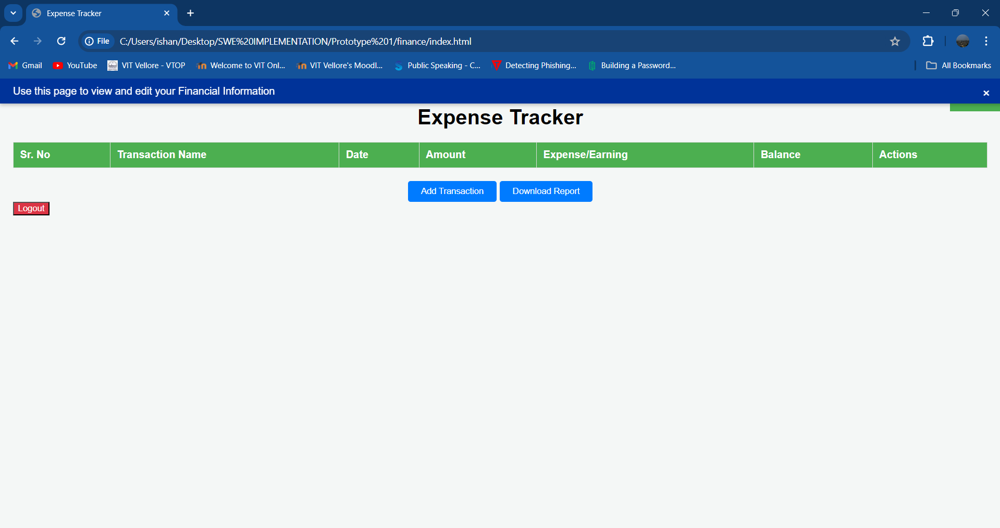 Expense Tracker
File C:/Users/ishan/Desktop/SWE%20IMPLEMENTATION/Prototype%201/finance/index.html
Gmail YouTube VIT Vellore - VTOP Welcome to VIT Onl... VIT Vellore's Moodl... Public Speaking - C... Detecting Phishing... Building a Password... All Bookmarks
Use this page to view and edit your Financial Information ×
Expense Tracker
Sr. No Transaction Name Date Amount Expense/Earning Balance Actions
Add Transaction Download Report
Logout